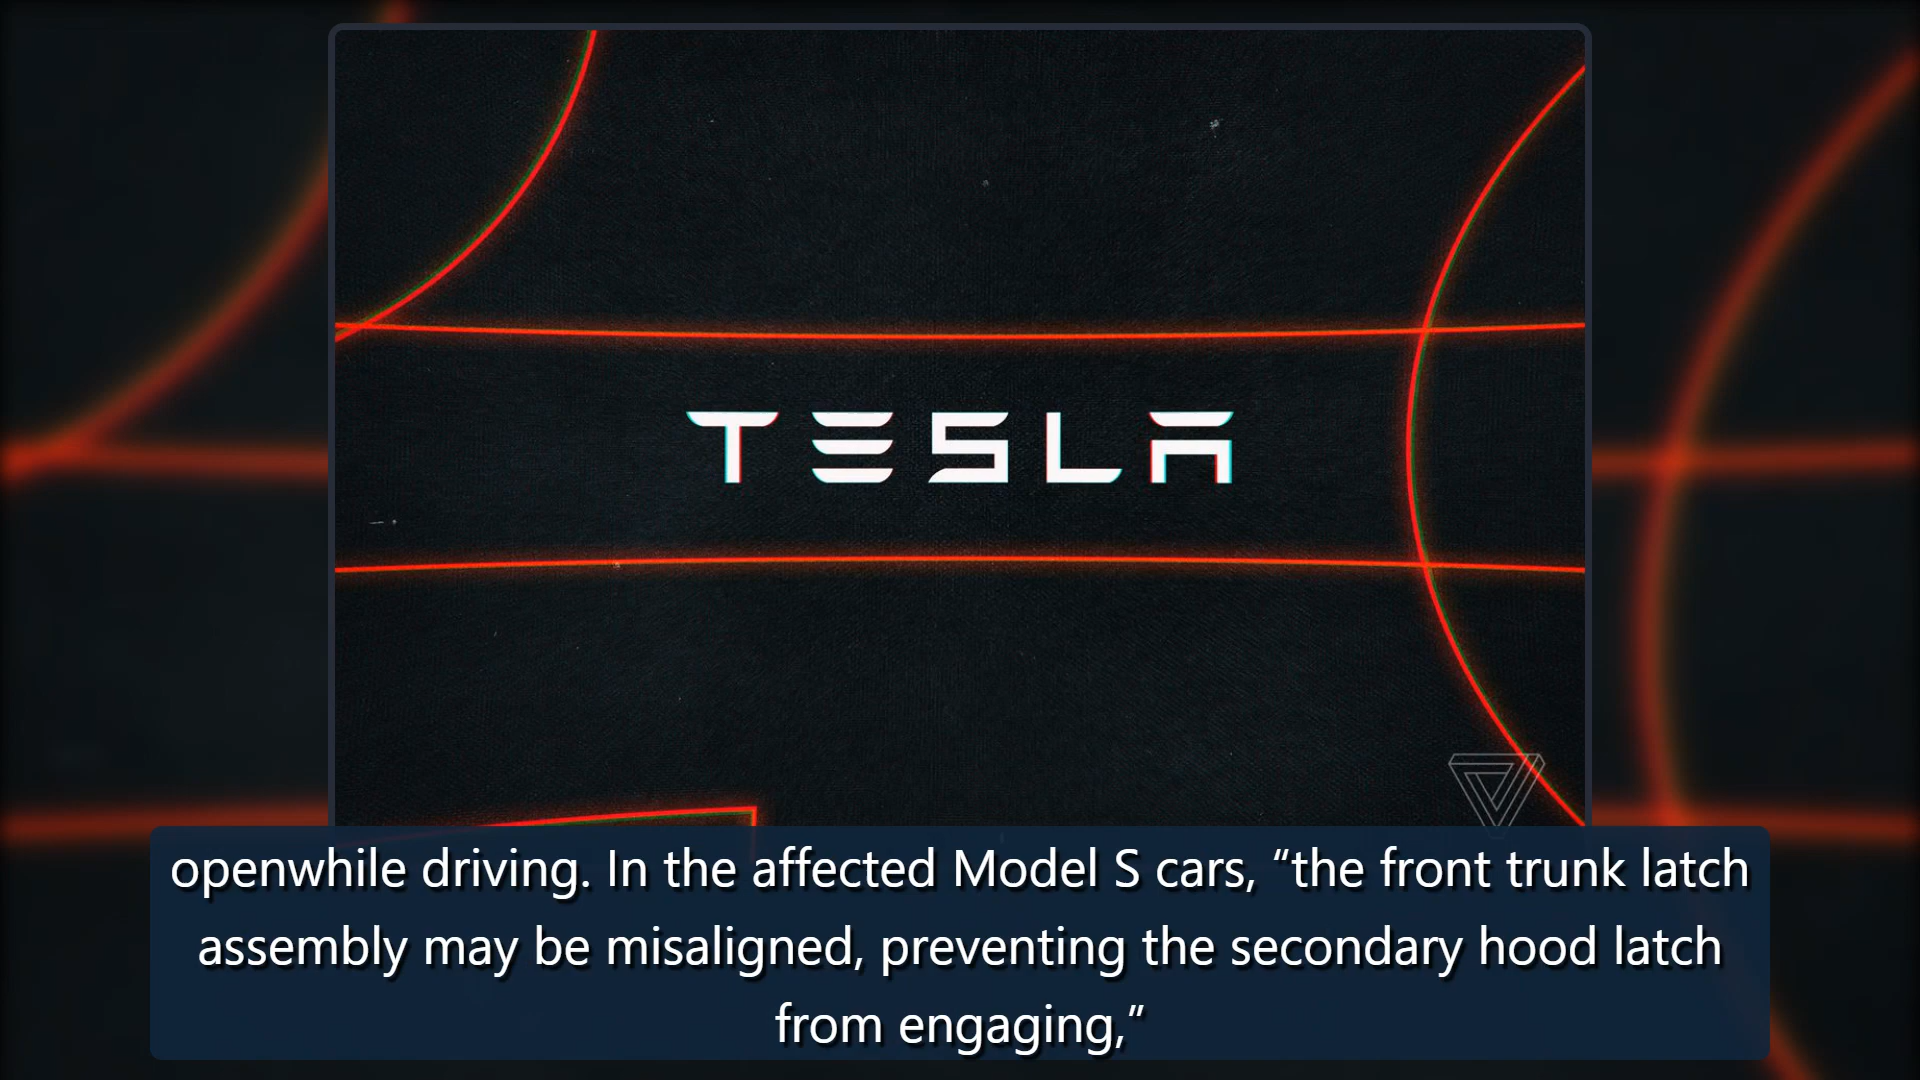 TESLA
openwhile driving. In the affected Model S cars, “the front trunk latch
assembly may be misaligned, preventing the secondary hood latch
from engaging,”